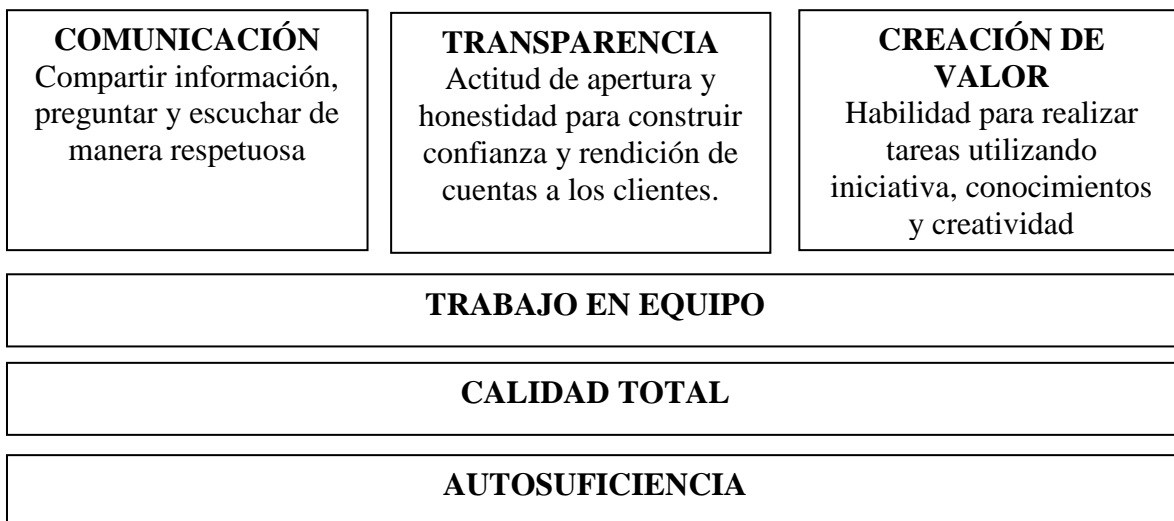 COMUNICACIÓN
Compartir información,
preguntar y escuchar de
manera respetuosa
TRANSPARENCIA
Actitud de apertura y
honestidad para construir
confianza y rendición de
cuentas a los clientes.
CREACIÓN DE
VALOR
Habilidad para realizar
tareas utilizando
iniciativa, conocimientos
y creatividad
TRABAJO EN EQUIPO
CALIDAD TOTAL
AUTOSUFICIENCIA